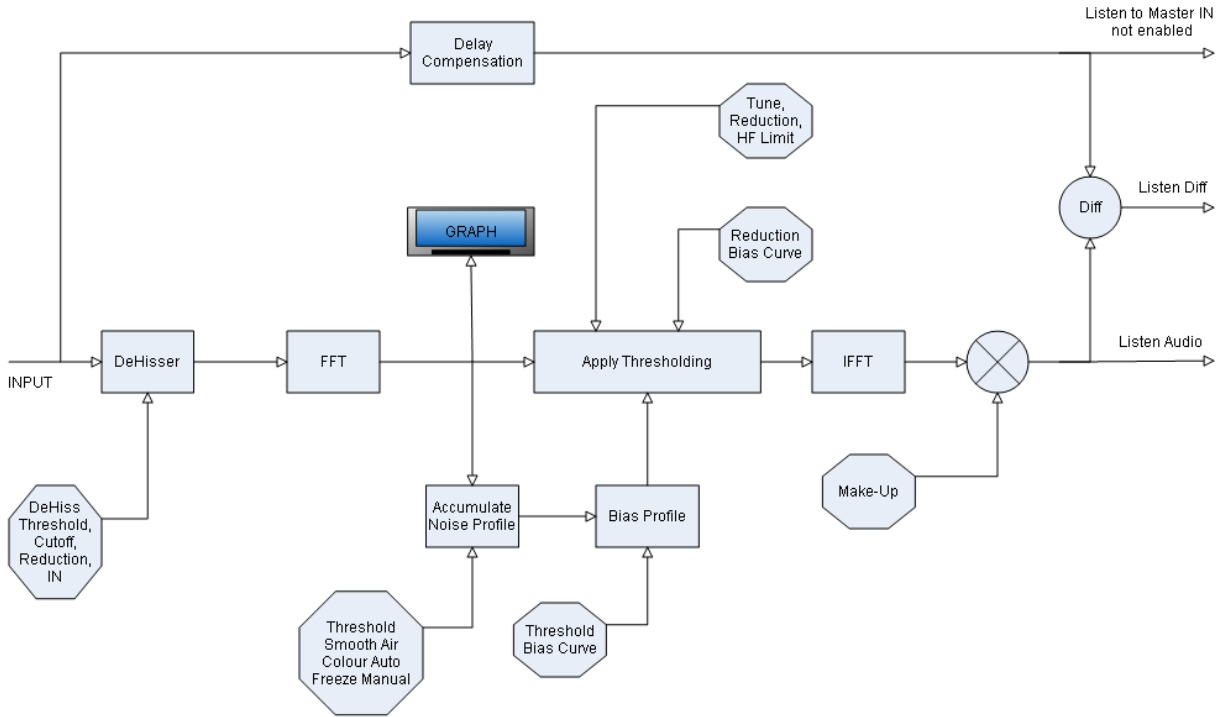 Listen to Master IN
not enabled
Delay
Compensation
Tune,
Reduction,
HF Limit
Listen Diff
Diff
GRAPH
Reduction
Bias Curve
INPUT
DeHisser
FFT
Apply Thresholding
IFFT
Listen Audio
DeHiss
Threshold,
Cutoff,
Reduction,
IN
Accumulate
Noise Profile
Bias Profile
Make-Up
Threshold
Smooth Air
Colour Auto
Freeze Manual
Threshold
Bias Curve